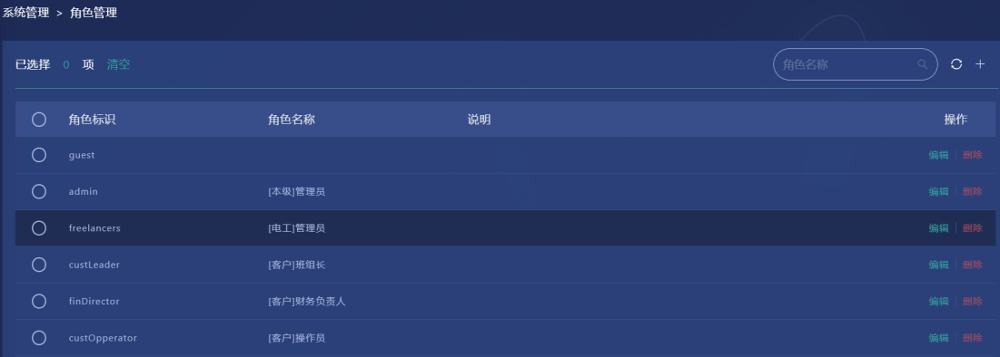 系统管理 > 角色管理
已选择 0 项 清空 角色名称
角色标识 角色名称 说明 操作
guest 编辑 删除
admin [本级]管理员 编辑 删除
freelancers [电工]管理员 编辑 删除
custLeader [客户]班组长 编辑 删除
finDirector [客户]财务负责人 编辑 删除
custOpperator [客户]操作员 编辑 删除